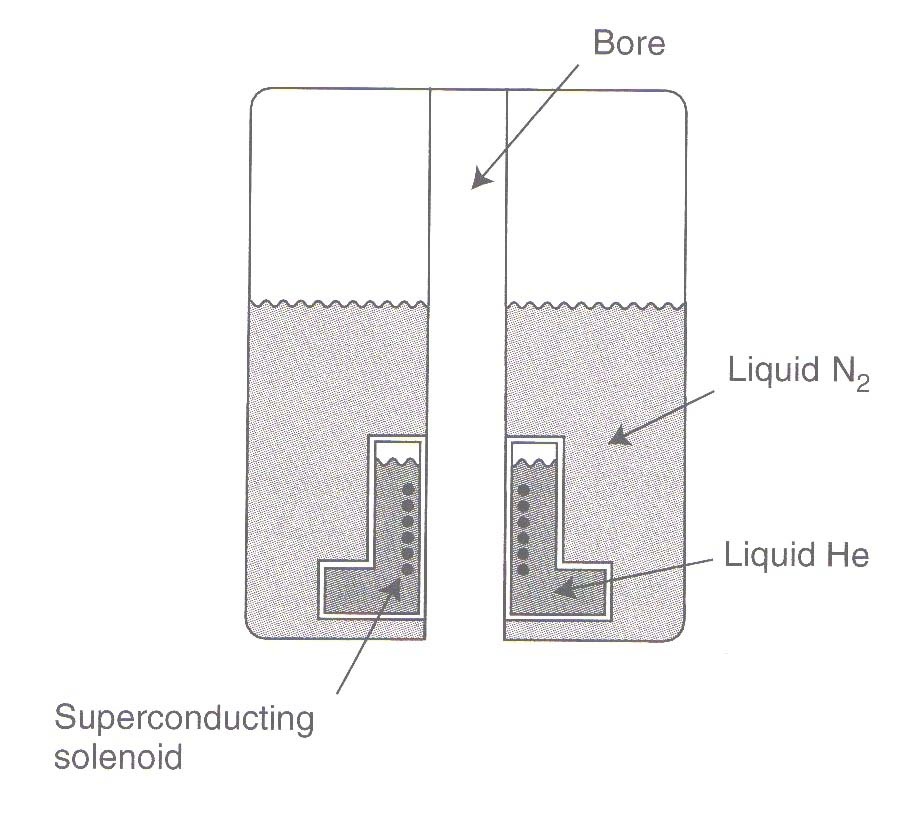 Bore
Liquid N₂
Liquid He
Superconducting
solenoid